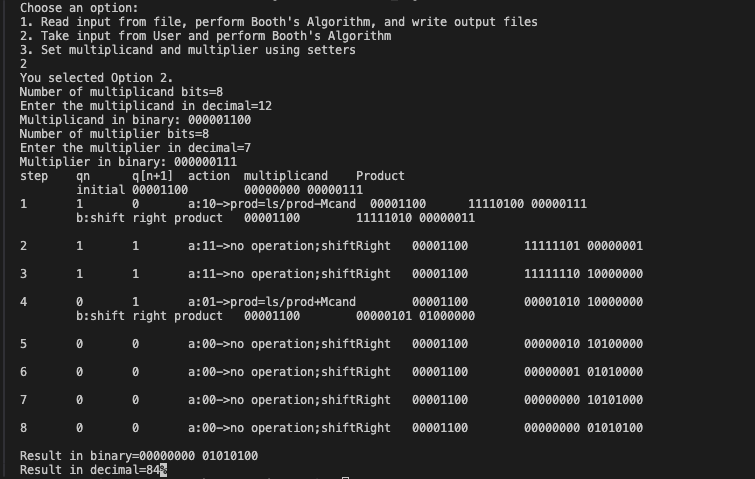 Choose an option:
1. Read input from file, perform Booth's Algorithm, and write output files
2. Take input from User and perform Booth's Algorithm
3. Set multiplicand and multiplier using setters
2
You selected Option 2.
Number of multiplicand bits=8
Enter the multiplicand in decimal=12
Multiplicand in binary: 000001100
Number of multiplier bits=8
Enter the multiplier in decimal=7
Multiplier in binary: 000000111
step qn q[n+1] action multiplicand Product
initial 00001100 00000000 00000111
1 1 0 a:10->prod=ls/prod-Mcand 00001100 11110100 00000111
b:shift right product 00001100 11111010 00000011
2 1 1 a:11->no operation;shiftRight 00001100 11111101 00000001
3 1 1 a:11->no operation;shiftRight 00001100 11111110 10000000
4 0 1 a:01->prod=ls/prod+Mcand 00001100 00001010 10000000
b:shift right product 00001100 00000101 01000000
5 0 0 a:00->no operation;shiftRight 00001100 00000010 10100000
6 0 0 a:00->no operation;shiftRight 00001100 00000001 01010000
7 0 0 a:00->no operation;shiftRight 00001100 00000000 10101000
8 0 0 a:00->no operation;shiftRight 00001100 00000000 01010100
Result in binary=00000000 01010100
Result in decimal=84%